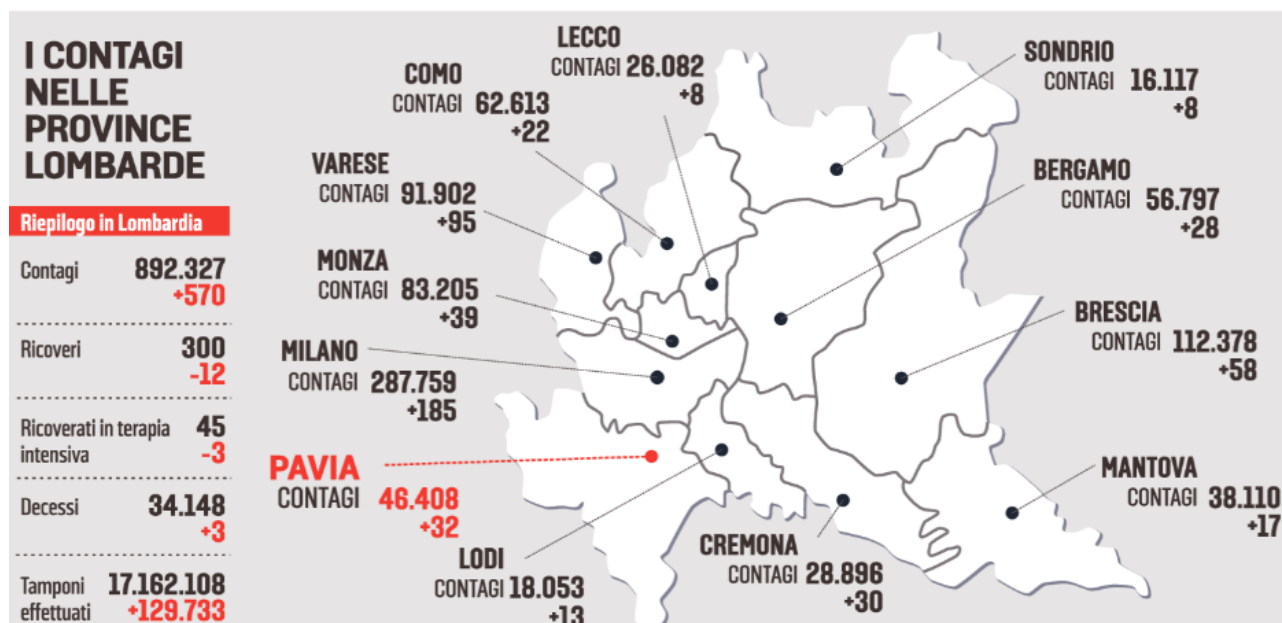 I CONTAGI
NELLE
PROVINCE
LOMBARDE
Riepilogo in Lombardia
Contagi 892.327
+570
Ricoveri 300
-12
Ricoverati in terapia intensiva 45
-3
Decessi 34.148
+3
Tamponi effettuati 17.162.108
+129.733
LECCO
CONTAGI 26.082
+8
COMO
CONTAGI 62.613
+22
VARESE
CONTAGI 91.902
+95
MONZA
CONTAGI 83.205
+39
MILANO
CONTAGI 287.759
+185
PAVIA
CONTAGI 46.408
+32
LODI
CONTAGI 18.053
+13
CREMONA
CONTAGI 28.896
+30
SONDRIO
CONTAGI 16.117
+8
BERGAMO
CONTAGI 56.797
+28
BRESCIA
CONTAGI 112.378
+58
MANTOVA
CONTAGI 38.110
+17